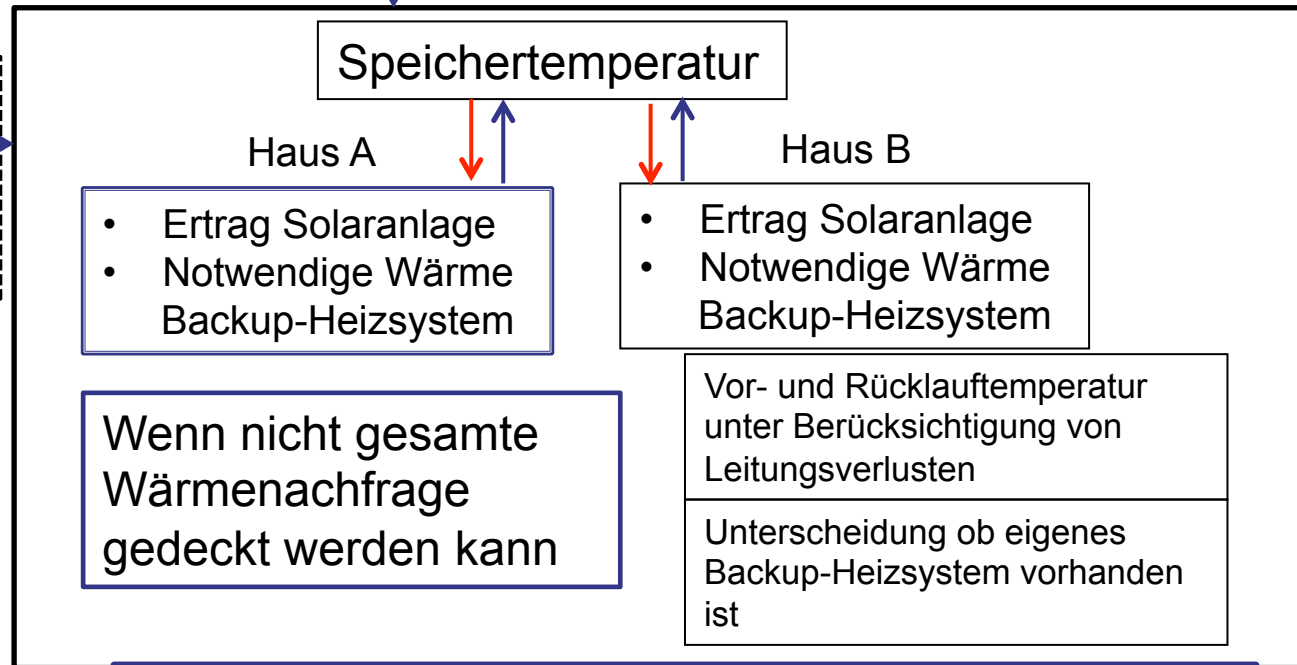 Speichertemperatur
Haus A
Haus B
• Ertrag Solaranlage
• Notwendige Wärme
Backup-Heizsystem
• Ertrag Solaranlage
• Notwendige Wärme
Backup-Heizsystem
Wenn nicht gesamte
Wärmenachfrage
gedeckt werden kann
Vor- und Rücklauftemperatur
unter Berücksichtigung von
Leitungsverlusten
Unterscheidung ob eigenes
Backup-Heizsystem vorhanden
ist